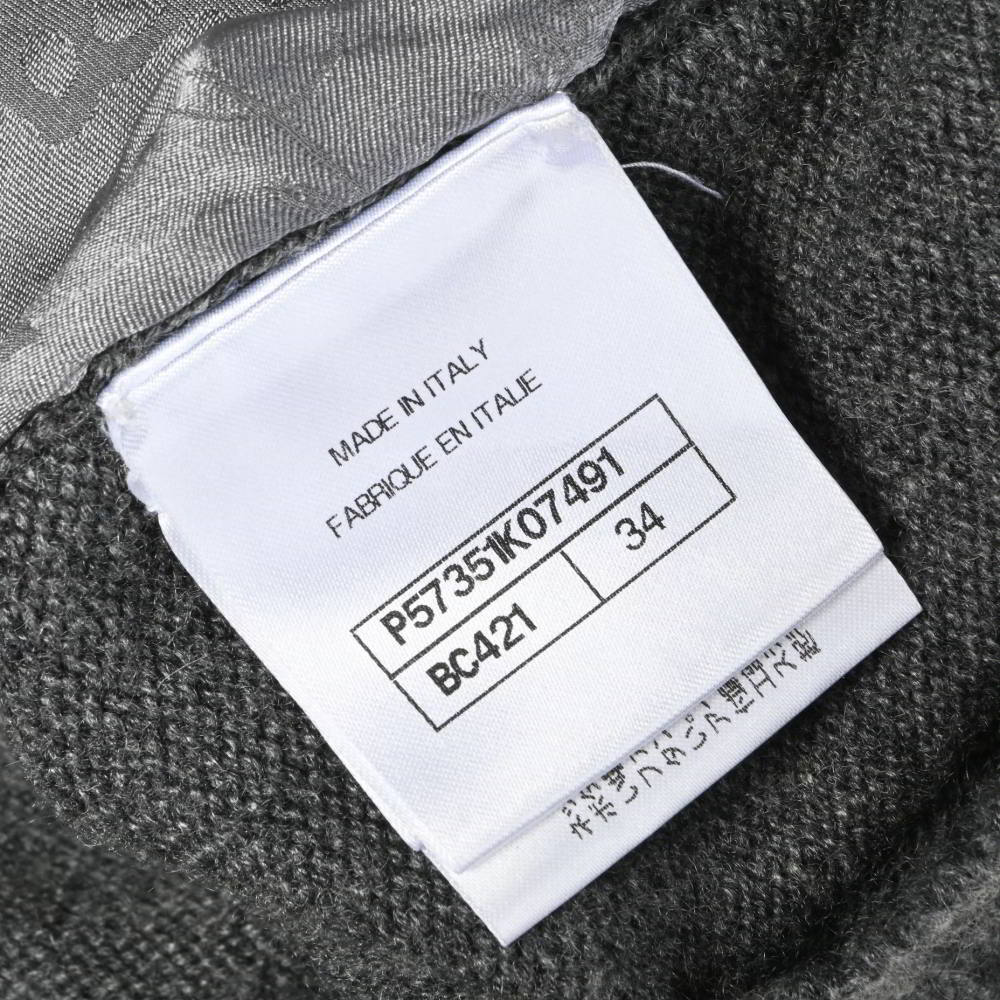 MADE IN ITALY
FABRIQUE EN ITALIE
P57351K07491
BC421 34